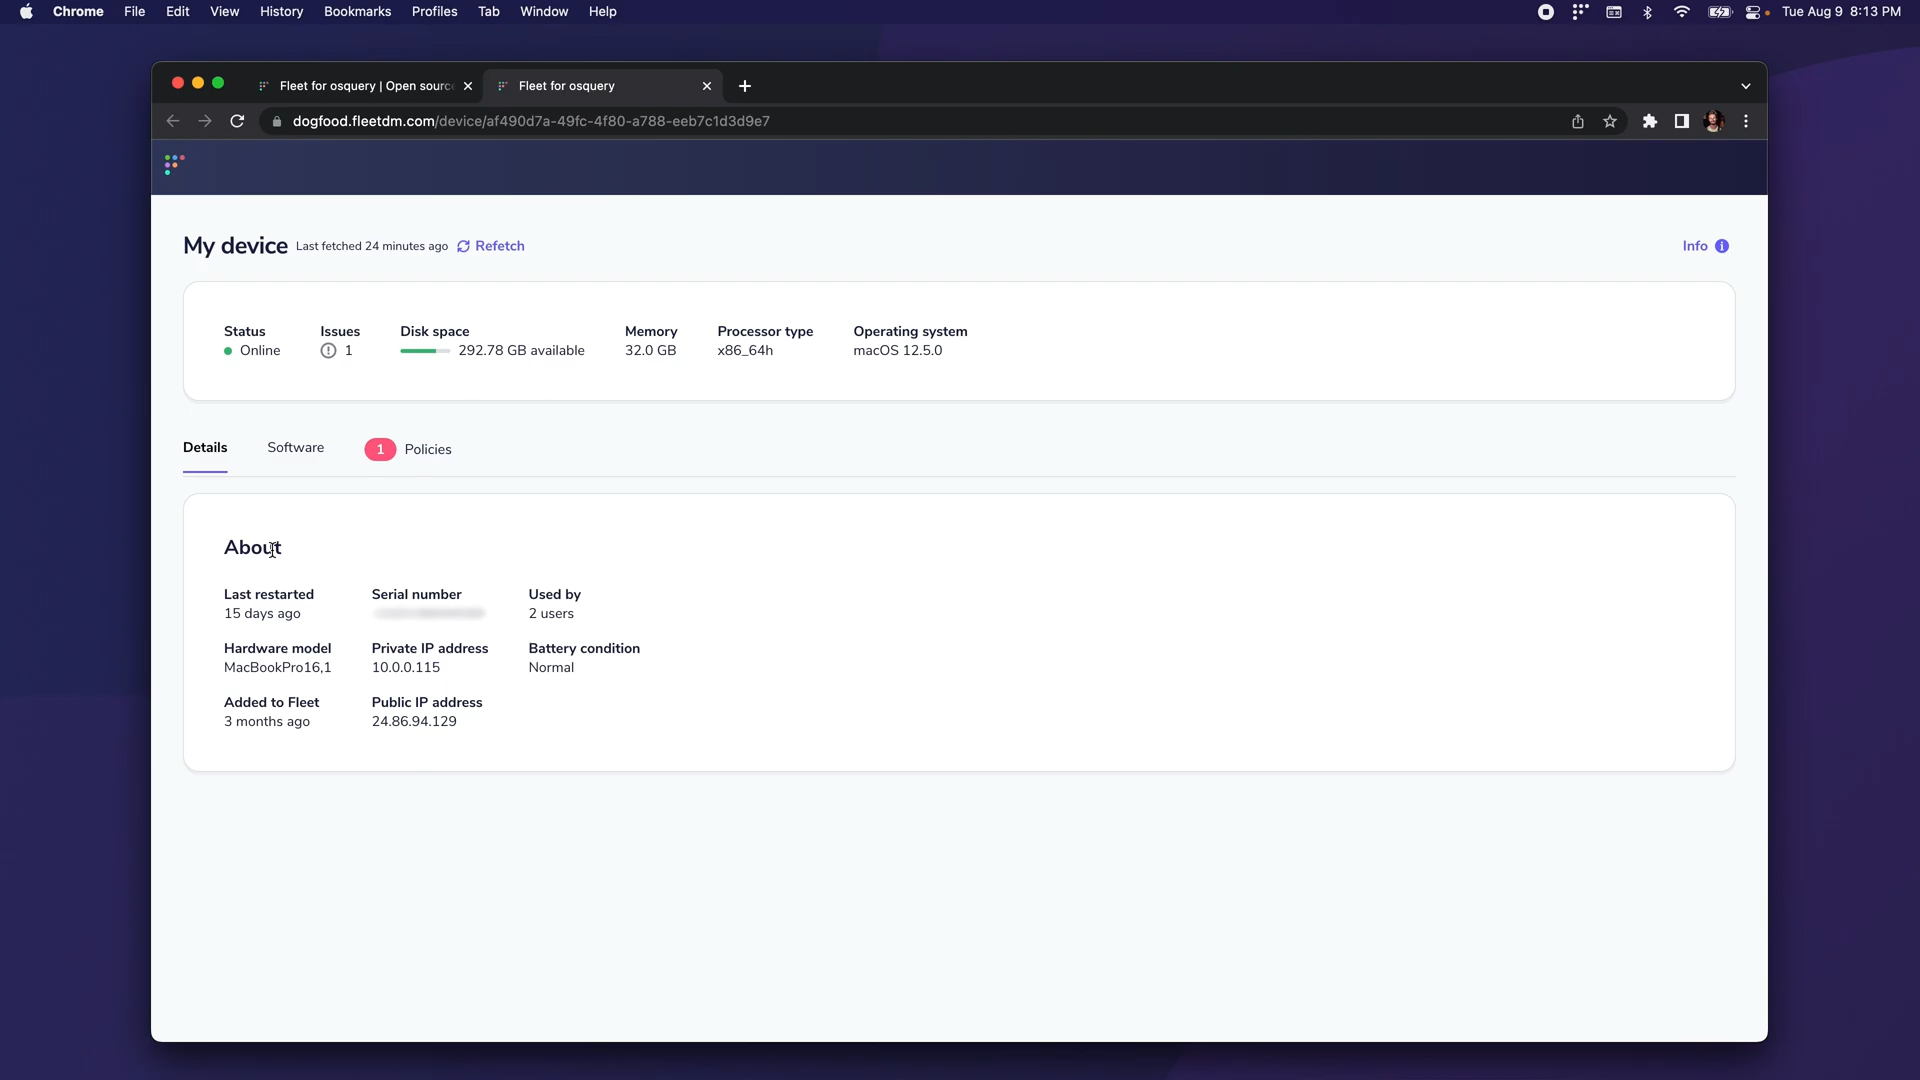 Chrome File Edit View History Bookmarks Profiles Tab Window Help Tue Aug 9 8:13 PM
Fleet for osquery | Open sourc Fleet for osquery
dogfood.fleetdm.com/device/af490d7a-49fc-4f80-a788-eeb7c1d3d9e7
My device Last fetched 24 minutes ago Refetch Info
Status Issues Disk space Memory Processor type Operating system
Online 1 292.78 GB available 32.0 GB x86_64h macOS 12.5.0
Details Software 1 Policies
About
Last restarted Serial number Used by
15 days ago 2 users
Hardware model Private IP address Battery condition
MacBookPro16,1 10.0.0.115 Normal
Added to Fleet Public IP address
3 months ago 24.86.94.129